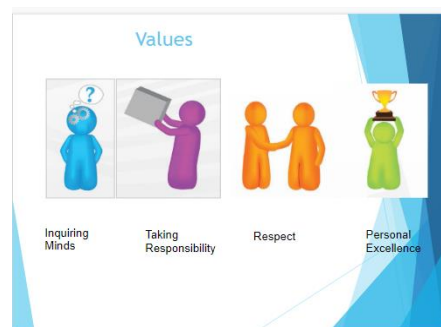 Values
?
Inquiring
Minds
Taking
Responsibility
Respect
Personal
Excellence